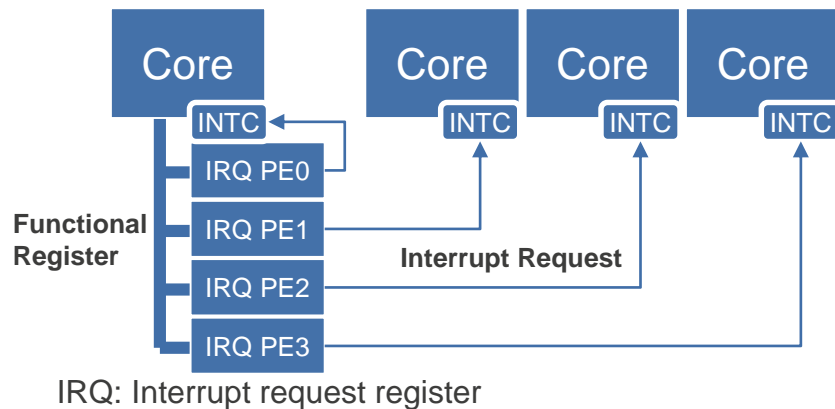 Core
Core
Core
Core
INTC
INTC
INTC
INTC
IRQ PE0
Functional
Register
IRQ PE1
Interrupt Request
IRQ PE2
IRQ PE3
IRQ: Interrupt request register